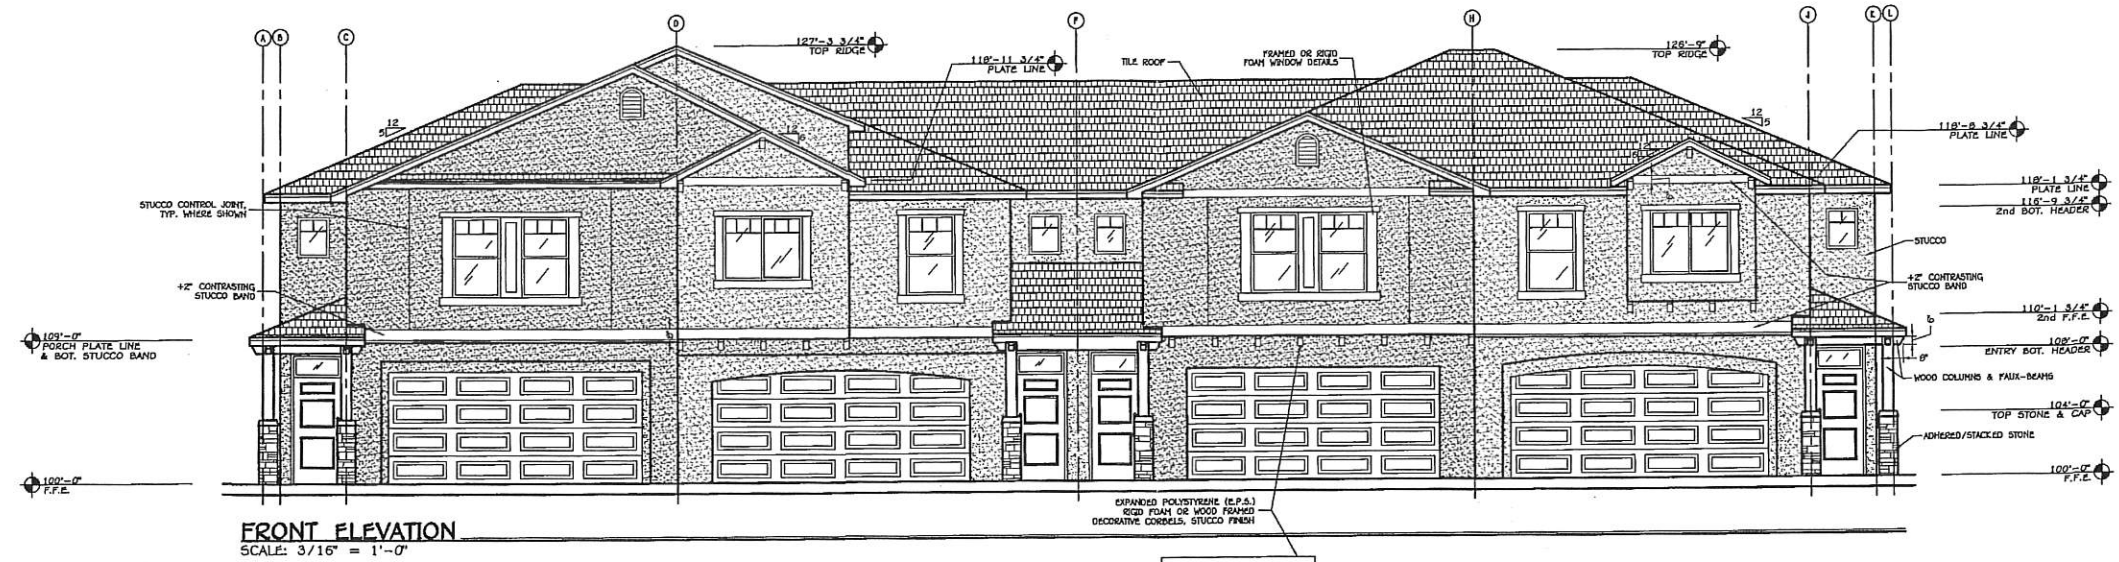 A B C D F H J K L
127'-3 3/4"
TOP RIDGE
118'-11 3/4"
PLATE LINE
TILE ROOF
FRAMED OR RIGID
FOAM WINDOW DETAILS
126'-9"
TOP RIDGE
12
5
12
6
12
5
12
118'-8 3/4"
PLATE LINE
118'-1 3/4"
PLATE LINE
116'-9 3/4"
2nd BOT. HEADER
STUCCO CONTROL JOINT,
TYP. WHERE SHOWN
STUCCO
+2" CONTRASTING
STUCCO BAND
+2" CONTRASTING
STUCCO BAND
110'-1 3/4"
2nd F.F.E.
109'-0"
PORCH PLATE LINE
& BOT. STUCCO BAND
108'-0"
ENTRY BOT. HEADER
8"
WOOD COLUMNS & FAUX-BEAMS
104'-0"
TOP STONE & CAP
ADHERED/STACKED STONE
100'-0"
F.F.E.
100'-0"
F.F.E.
EXPANDED POLYSTYRENE (E.P.S.)
RIGID FOAM OR WOOD FRAMED
DECORATIVE CORBELS, STUCCO FINISH
FRONT ELEVATION
SCALE: 3/16" = 1'-0"